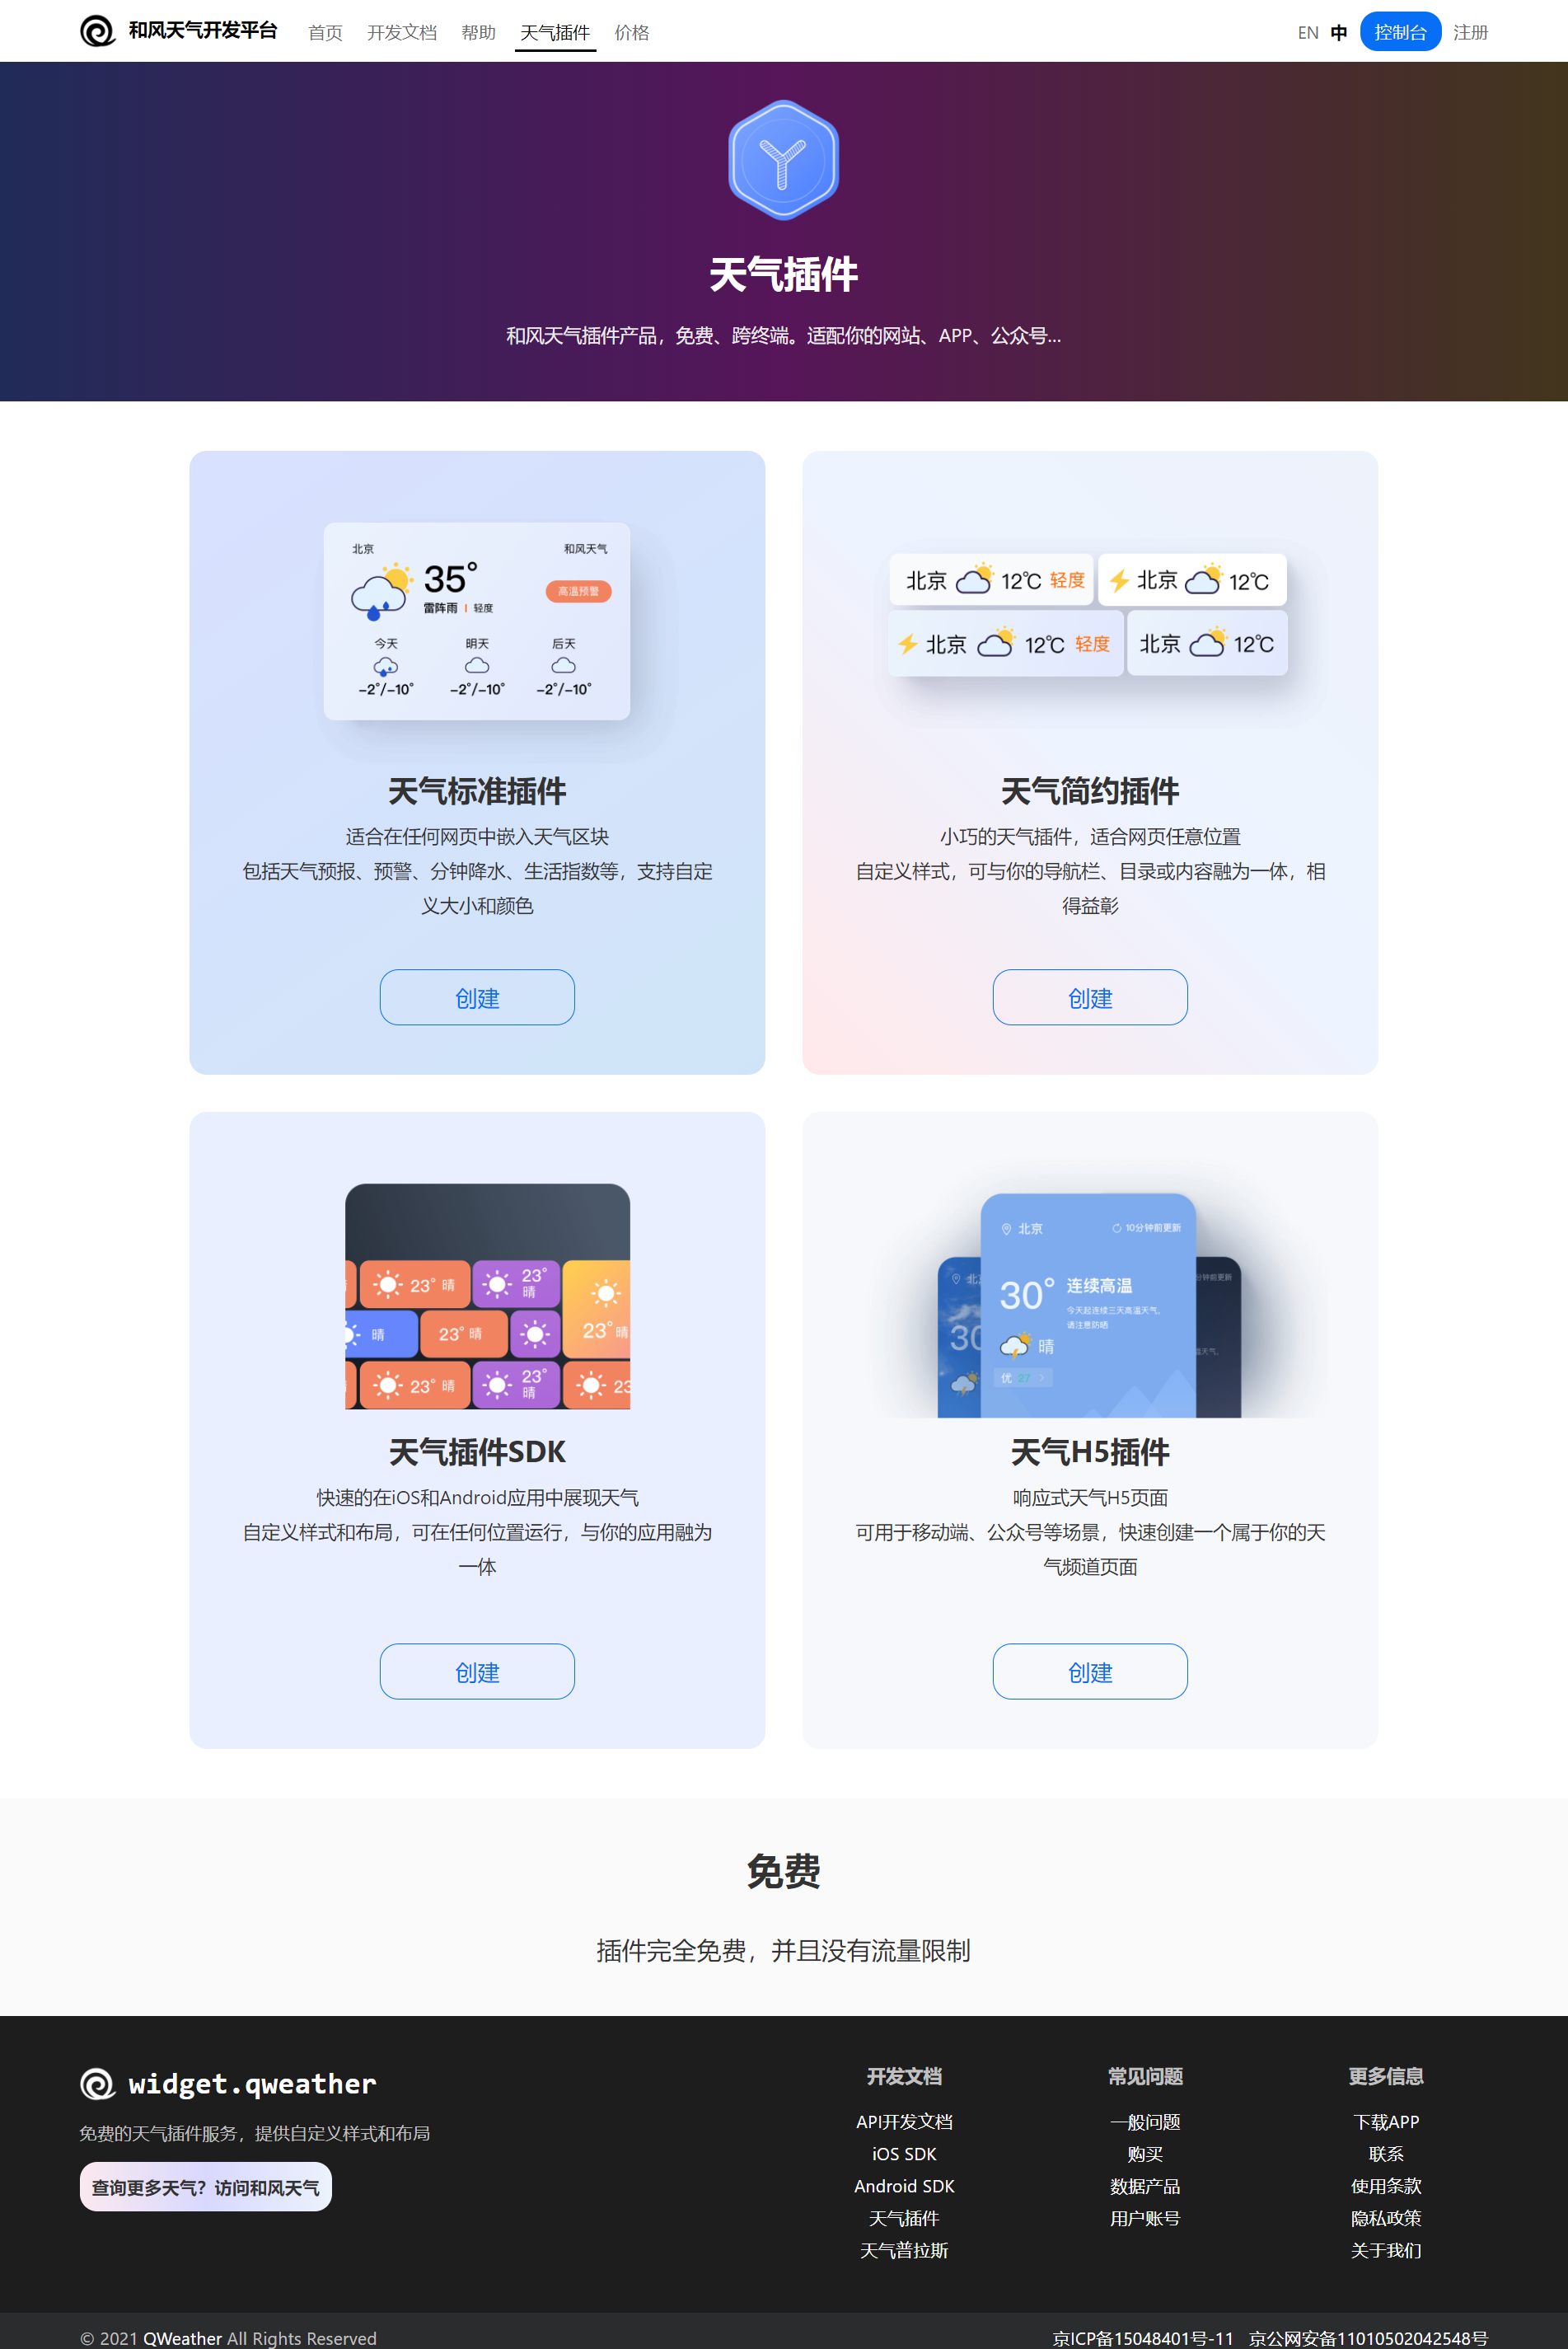 和风天气开发平台 首页 开发文档 帮助 天气插件 价格 EN 中 控制台 注册
天气插件
和风天气插件产品，免费、跨终端。适配你的网站、APP、公众号...
北京 和风天气
35°
高温预警
雷阵雨 轻度
今天 明天 后天
-2°/-10° -2°/-10° -2°/-10°
天气标准插件
适合在任何网页中嵌入天气区块
包括天气预报、预警、分钟降水、生活指数等，支持自定
义大小和颜色
创建
北京 12℃ 轻度 北京 12℃
北京 12℃ 轻度 北京 12℃
天气简约插件
小巧的天气插件，适合网页任意位置
自定义样式，可与你的导航栏、目录或内容融为一体，相
得益彰
创建
23° 晴 23°
晴
晴 23° 晴 23° 晴
23° 晴 23°
晴 23
天气插件SDK
快速的在iOS和Android应用中展现天气
自定义样式和布局，可在任何位置运行，与你的应用融为
一体
创建
北京 10分钟前更新
北 分钟前更新
30° 连续高温
今天起连续三天高温天气，
请注意防晒
30 晴 温天气，
优 27
天气H5插件
响应式天气H5页面
可用于移动端、公众号等场景，快速创建一个属于你的天
气频道页面
创建
免费
插件完全免费，并且没有流量限制
widget.qweather
免费的天气插件服务，提供自定义样式和布局
查询更多天气？访问和风天气
开发文档
API开发文档
iOS SDK
Android SDK
天气插件
天气普拉斯
常见问题
一般问题
购买
数据产品
用户账号
更多信息
下载APP
联系
使用条款
隐私政策
关于我们
© 2021 QWeather All Rights Reserved 京ICP备15048401号-11 京公网安备11010502042548号